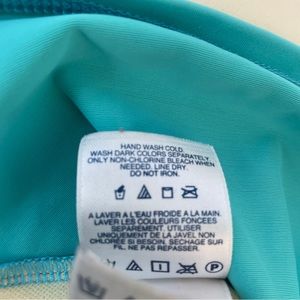 HAND WASH COLD.
WASH DARK COLORS SEPARATELY
ONLY NON-CHLORINE BLEACH WHEN
NEEDED. LINE DRY.
DO NOT IRON.
A LAVER A L'EAU FROIDE A LA MAIN.
LAVER LES COULEURS FONCEES
SEPAREMENT. UTILISER
UNIQUEMENT DE LA JAVEL NON
CHLOREE SI BESOIN. SECHAGE SUR
FIL. NE PAS REPASSER.
P